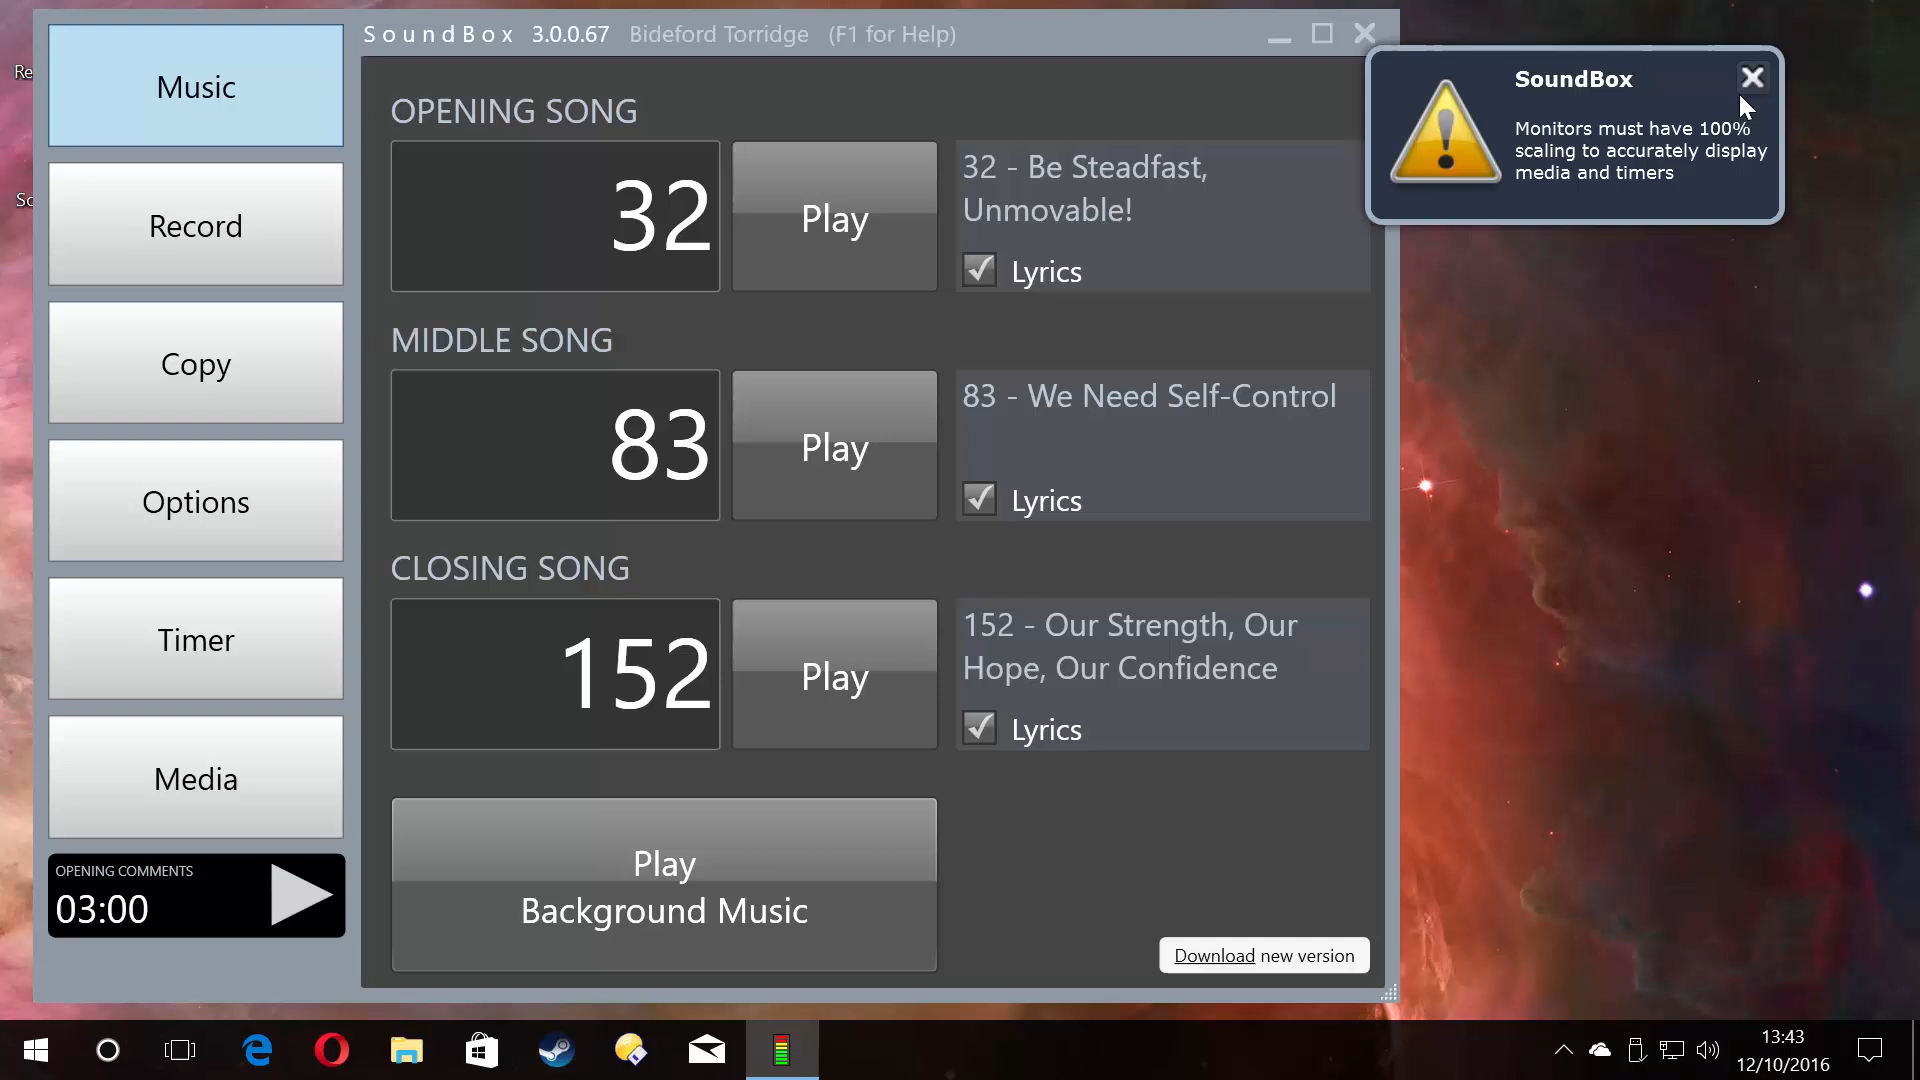 SoundBox 3.0.0.67 Bideford Torridge (F1 for Help)
Re
Sc
Music
Record
Copy
Options
Timer
Media
OPENING COMMENTS
03:00
OPENING SONG
32
Play
32 - Be Steadfast,
Unmovable!
Lyrics
MIDDLE SONG
83
Play
83 - We Need Self-Control
Lyrics
CLOSING SONG
152
Play
152 - Our Strength, Our
Hope, Our Confidence
Lyrics
Play
Background Music
Download new version
SoundBox
Monitors must have 100%
scaling to accurately display
media and timers
13:43
12/10/2016